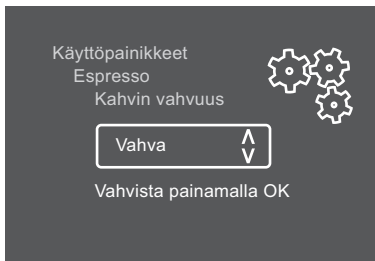 Käyttöpainikkeet
Espresso
Kahvin vahvuus
Vahva
Vahvista painamalla OK